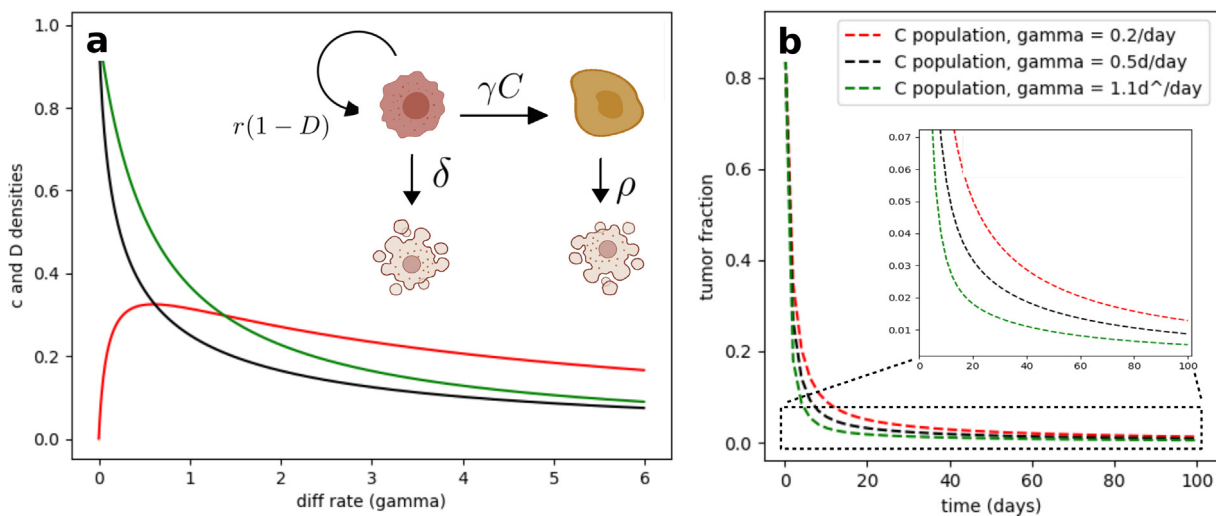 a
1.0
0.8
0.6
0.4
0.2
0.0
c and D densities
0
1
2
3
4
5
6
diff rate (gamma)
r(1 − D)
γC
δ
ρ
b
C population, gamma = 0.2/day
C population, gamma = 0.5d/day
C population, gamma = 1.1d^/day
0.8
0.6
0.4
0.2
0.0
tumor fraction
0.07
0.06
0.05
0.04
0.03
0.02
0.01
0
20
40
60
80
100
0
20
40
60
80
100
time (days)